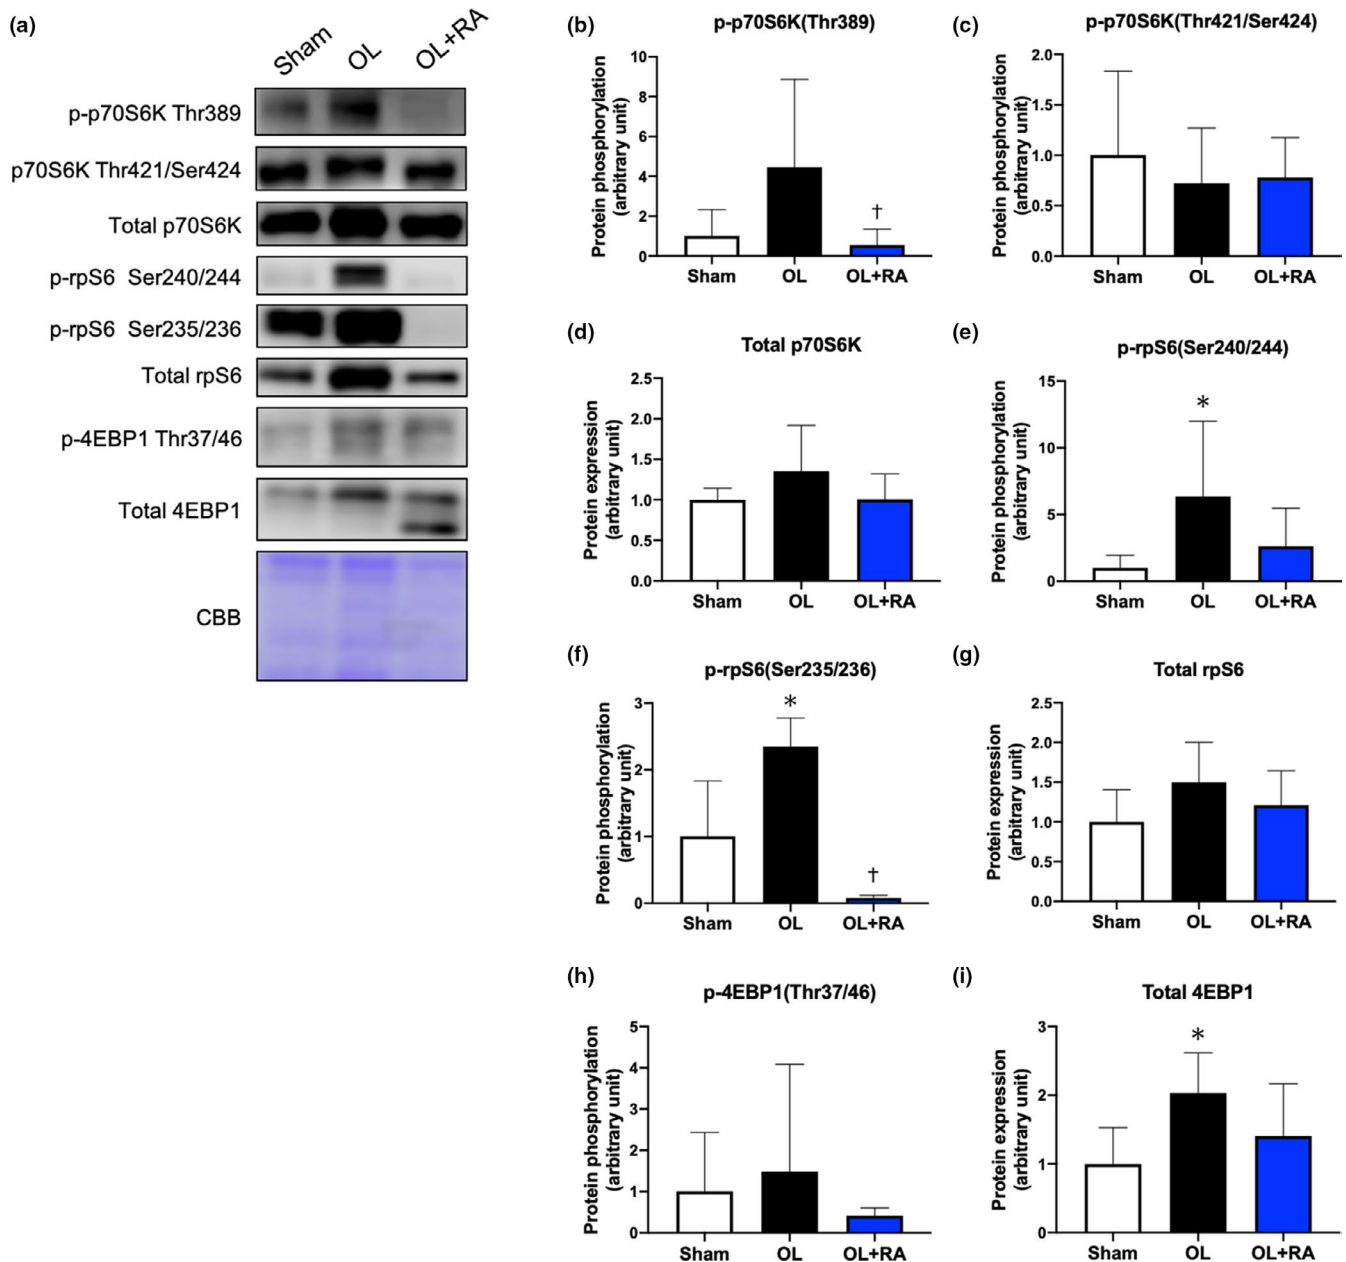 (a)
Sham OL OL+RA
p-p70S6K Thr389
p70S6K Thr421/Ser424
Total p70S6K
p-rpS6 Ser240/244
p-rpS6 Ser235/236
Total rpS6
p-4EBP1 Thr37/46
Total 4EBP1
CBB
(b)
p-p70S6K(Thr389)
Protein phosphorylation
(arbitrary unit)
10
8
6
4
2
0
†
Sham OL OL+RA
(c)
p-p70S6K(Thr421/Ser424)
Protein phosphorylation
(arbitrary unit)
2.0
1.5
1.0
0.5
0.0
Sham OL OL+RA
(d)
Total p70S6K
Protein expression
(arbitrary unit)
2.5
2.0
1.5
1.0
0.5
0.0
Sham OL OL+RA
(e)
p-rpS6(Ser240/244)
Protein phosphorylation
(arbitrary unit)
15
10
5
0
*
Sham OL OL+RA
(f)
p-rpS6(Ser235/236)
Protein phosphorylation
(arbitrary unit)
3
2
1
0
*
†
Sham OL OL+RA
(g)
Total rpS6
Protein expression
(arbitrary unit)
2.5
2.0
1.5
1.0
0.5
0.0
Sham OL OL+RA
(h)
p-4EBP1(Thr37/46)
Protein phosphorylation
(arbitrary unit)
5
4
3
2
1
0
Sham OL OL+RA
(i)
Total 4EBP1
Protein expression
(arbitrary unit)
3
2
1
0
*
Sham OL OL+RA